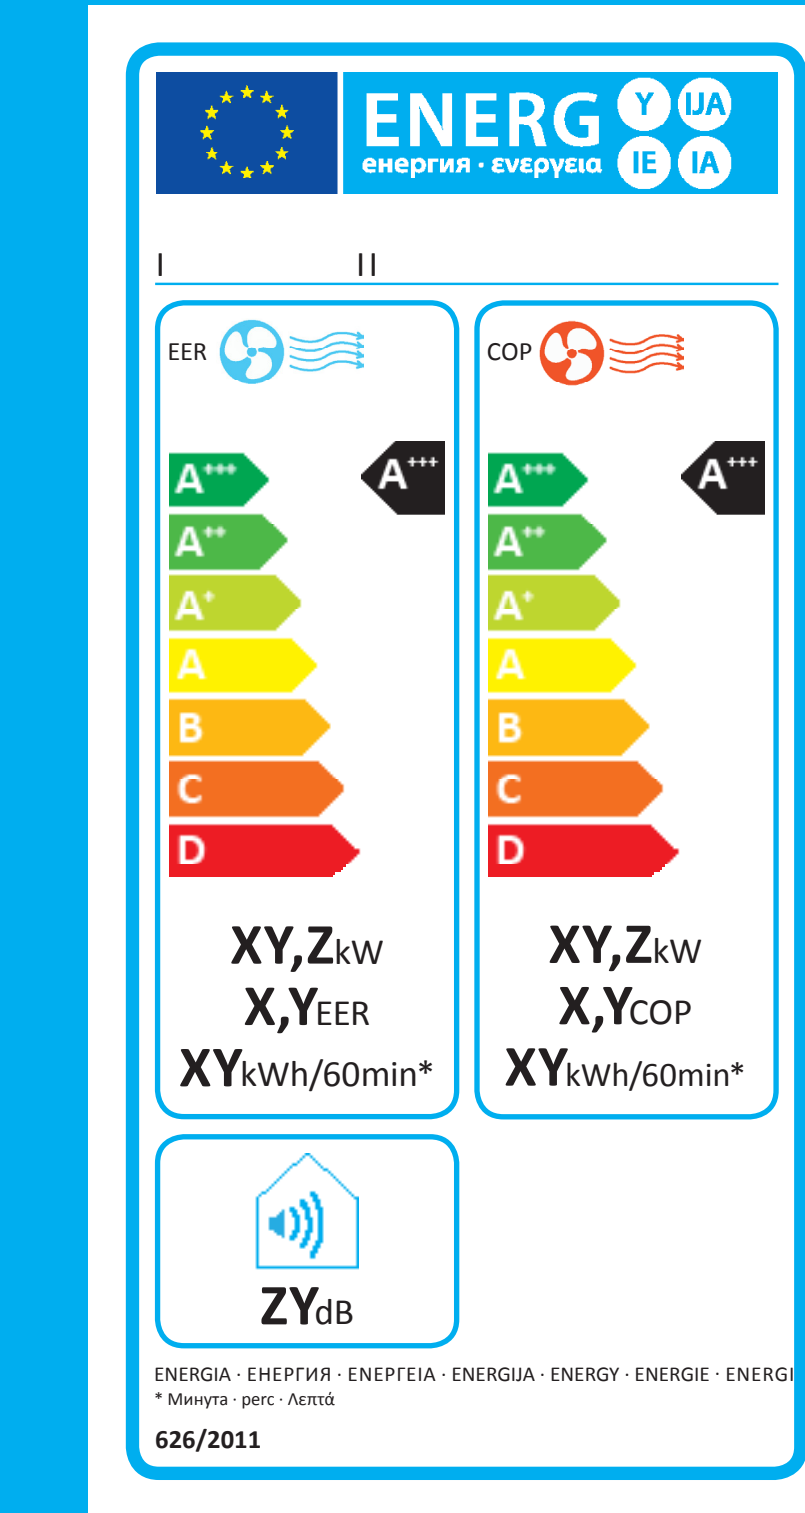 ENERG Y IJA
енергия · ενεργεια IE IA
I II
EER
A+++ A+++
A++
A+
A
B
C
D
XY,ZkW
X,YEER
XYkWh/60min*
COP
A+++ A+++
A++
A+
A
B
C
D
XY,ZkW
X,YCOP
XYkWh/60min*
ZYdB
ENERGIA · ЕНЕРГИЯ · ΕΝΕΡΓΕΙΑ · ENERGIJA · ENERGY · ENERGIE · ENERGI
* Минута · perc · Λεπτά
626/2011